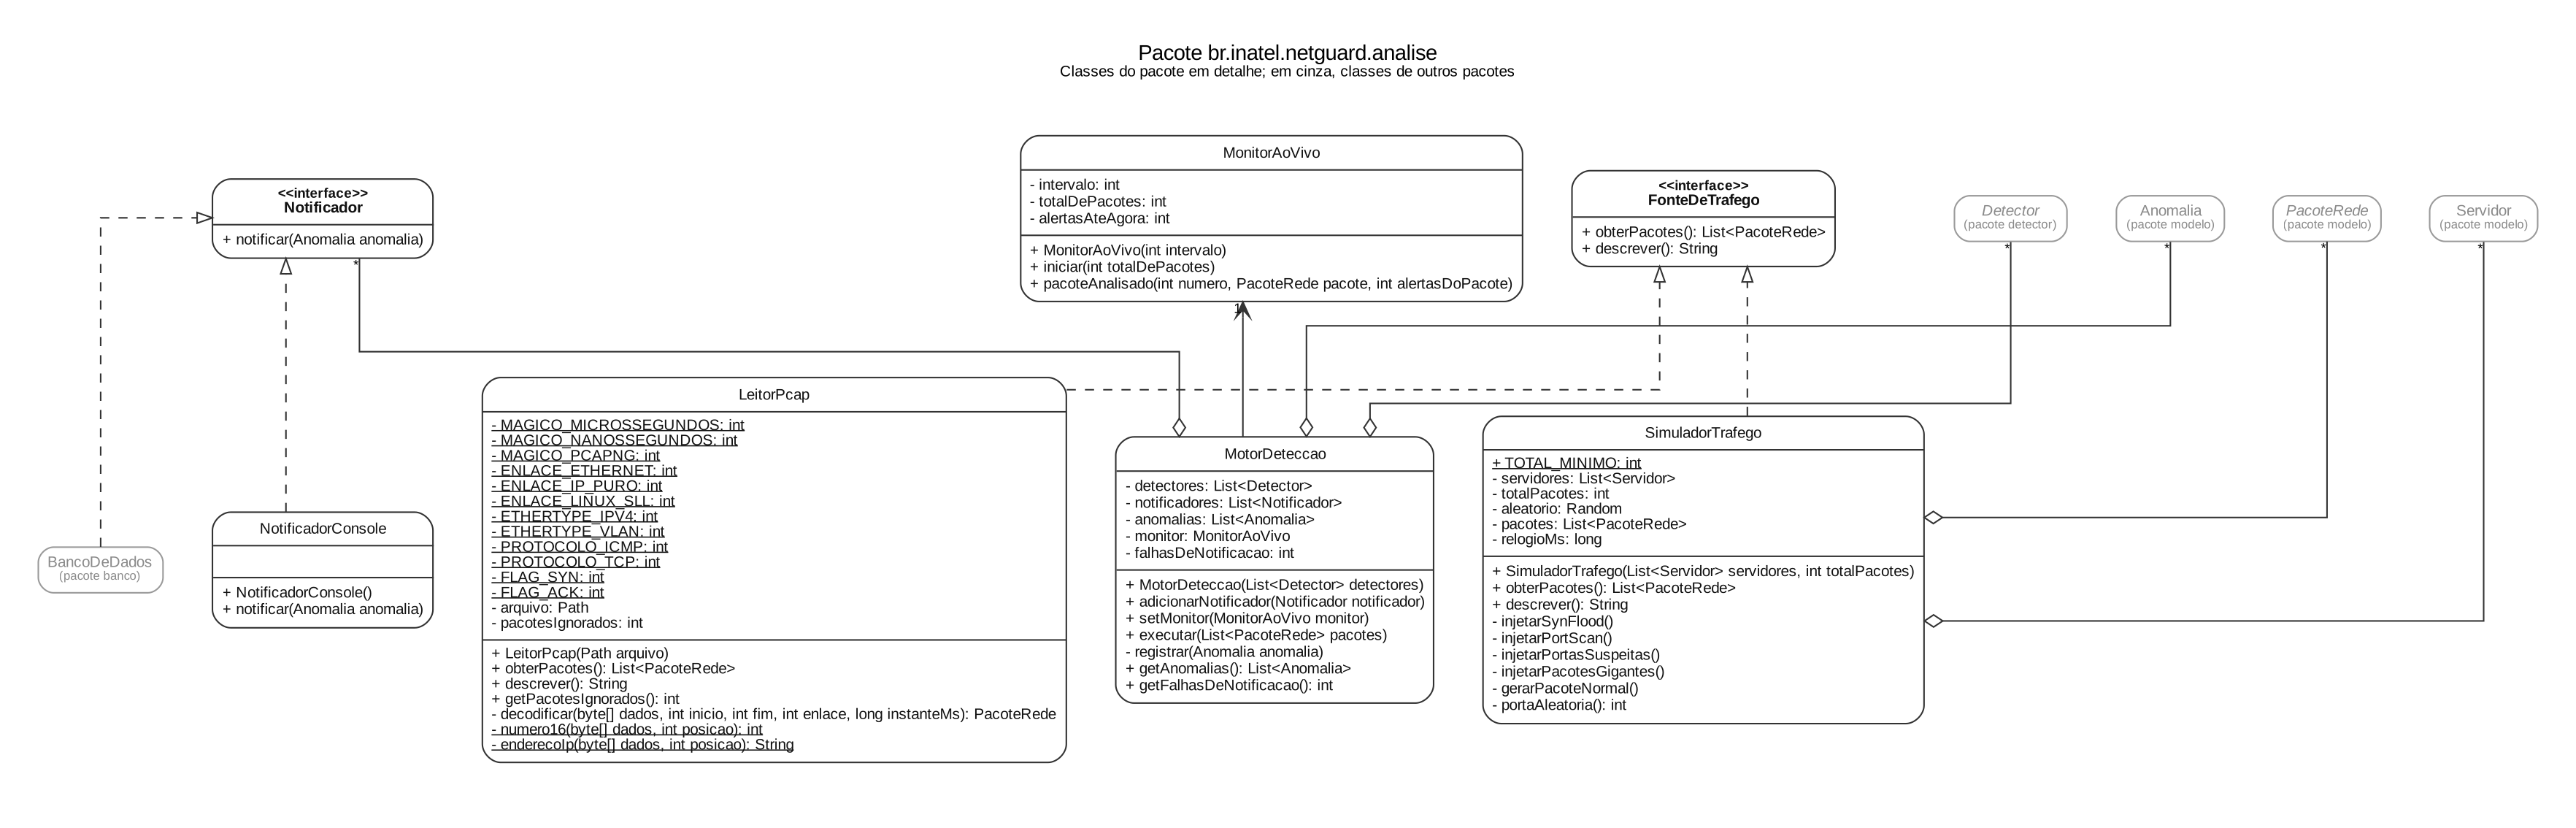 Pacote br.inatel.netguard.analise
Classes do pacote em detalhe; em cinza, classes de outros pacotes
<<interface>>
Notificador
+ notificar(Anomalia anomalia)
*
MonitorAoVivo
- intervalo: int
- totalDePacotes: int
- alertasAteAgora: int
+ MonitorAoVivo(int intervalo)
+ iniciar(int totalDePacotes)
+ pacoteAnalisado(int numero, PacoteRede pacote, int alertasDoPacote)
1
<<interface>>
FonteDeTrafego
+ obterPacotes(): List<PacoteRede>
+ descrever(): String
Detector
(pacote detector)
*
Anomalia
(pacote modelo)
*
PacoteRede
(pacote modelo)
*
Servidor
(pacote modelo)
*
BancoDeDados
(pacote banco)
NotificadorConsole
+ NotificadorConsole()
+ notificar(Anomalia anomalia)
LeitorPcap
- MAGICO_MICROSSEGUNDOS: int
- MAGICO_NANOSSEGUNDOS: int
- MAGICO_PCAPNG: int
- ENLACE_ETHERNET: int
- ENLACE_IP_PURO: int
- ENLACE_LINUX_SLL: int
- ETHERTYPE_IPV4: int
- ETHERTYPE_VLAN: int
- PROTOCOLO_ICMP: int
- PROTOCOLO_TCP: int
- FLAG_SYN: int
- FLAG_ACK: int
- arquivo: Path
- pacotesIgnorados: int
+ LeitorPcap(Path arquivo)
+ obterPacotes(): List<PacoteRede>
+ descrever(): String
+ getPacotesIgnorados(): int
- decodificar(byte[] dados, int inicio, int fim, int enlace, long instanteMs): PacoteRede
- numero16(byte[] dados, int posicao): int
- enderecoIp(byte[] dados, int posicao): String
MotorDeteccao
- detectores: List<Detector>
- notificadores: List<Notificador>
- anomalias: List<Anomalia>
- monitor: MonitorAoVivo
- falhasDeNotificacao: int
+ MotorDeteccao(List<Detector> detectores)
+ adicionarNotificador(Notificador notificador)
+ setMonitor(MonitorAoVivo monitor)
+ executar(List<PacoteRede> pacotes)
- registrar(Anomalia anomalia)
+ getAnomalias(): List<Anomalia>
+ getFalhasDeNotificacao(): int
SimuladorTrafego
+ TOTAL_MINIMO: int
- servidores: List<Servidor>
- totalPacotes: int
- aleatorio: Random
- pacotes: List<PacoteRede>
- relogioMs: long
+ SimuladorTrafego(List<Servidor> servidores, int totalPacotes)
+ obterPacotes(): List<PacoteRede>
+ descrever(): String
- injetarSynFlood()
- injetarPortScan()
- injetarPortasSuspeitas()
- injetarPacotesGigantes()
- gerarPacoteNormal()
- portaAleatoria(): int